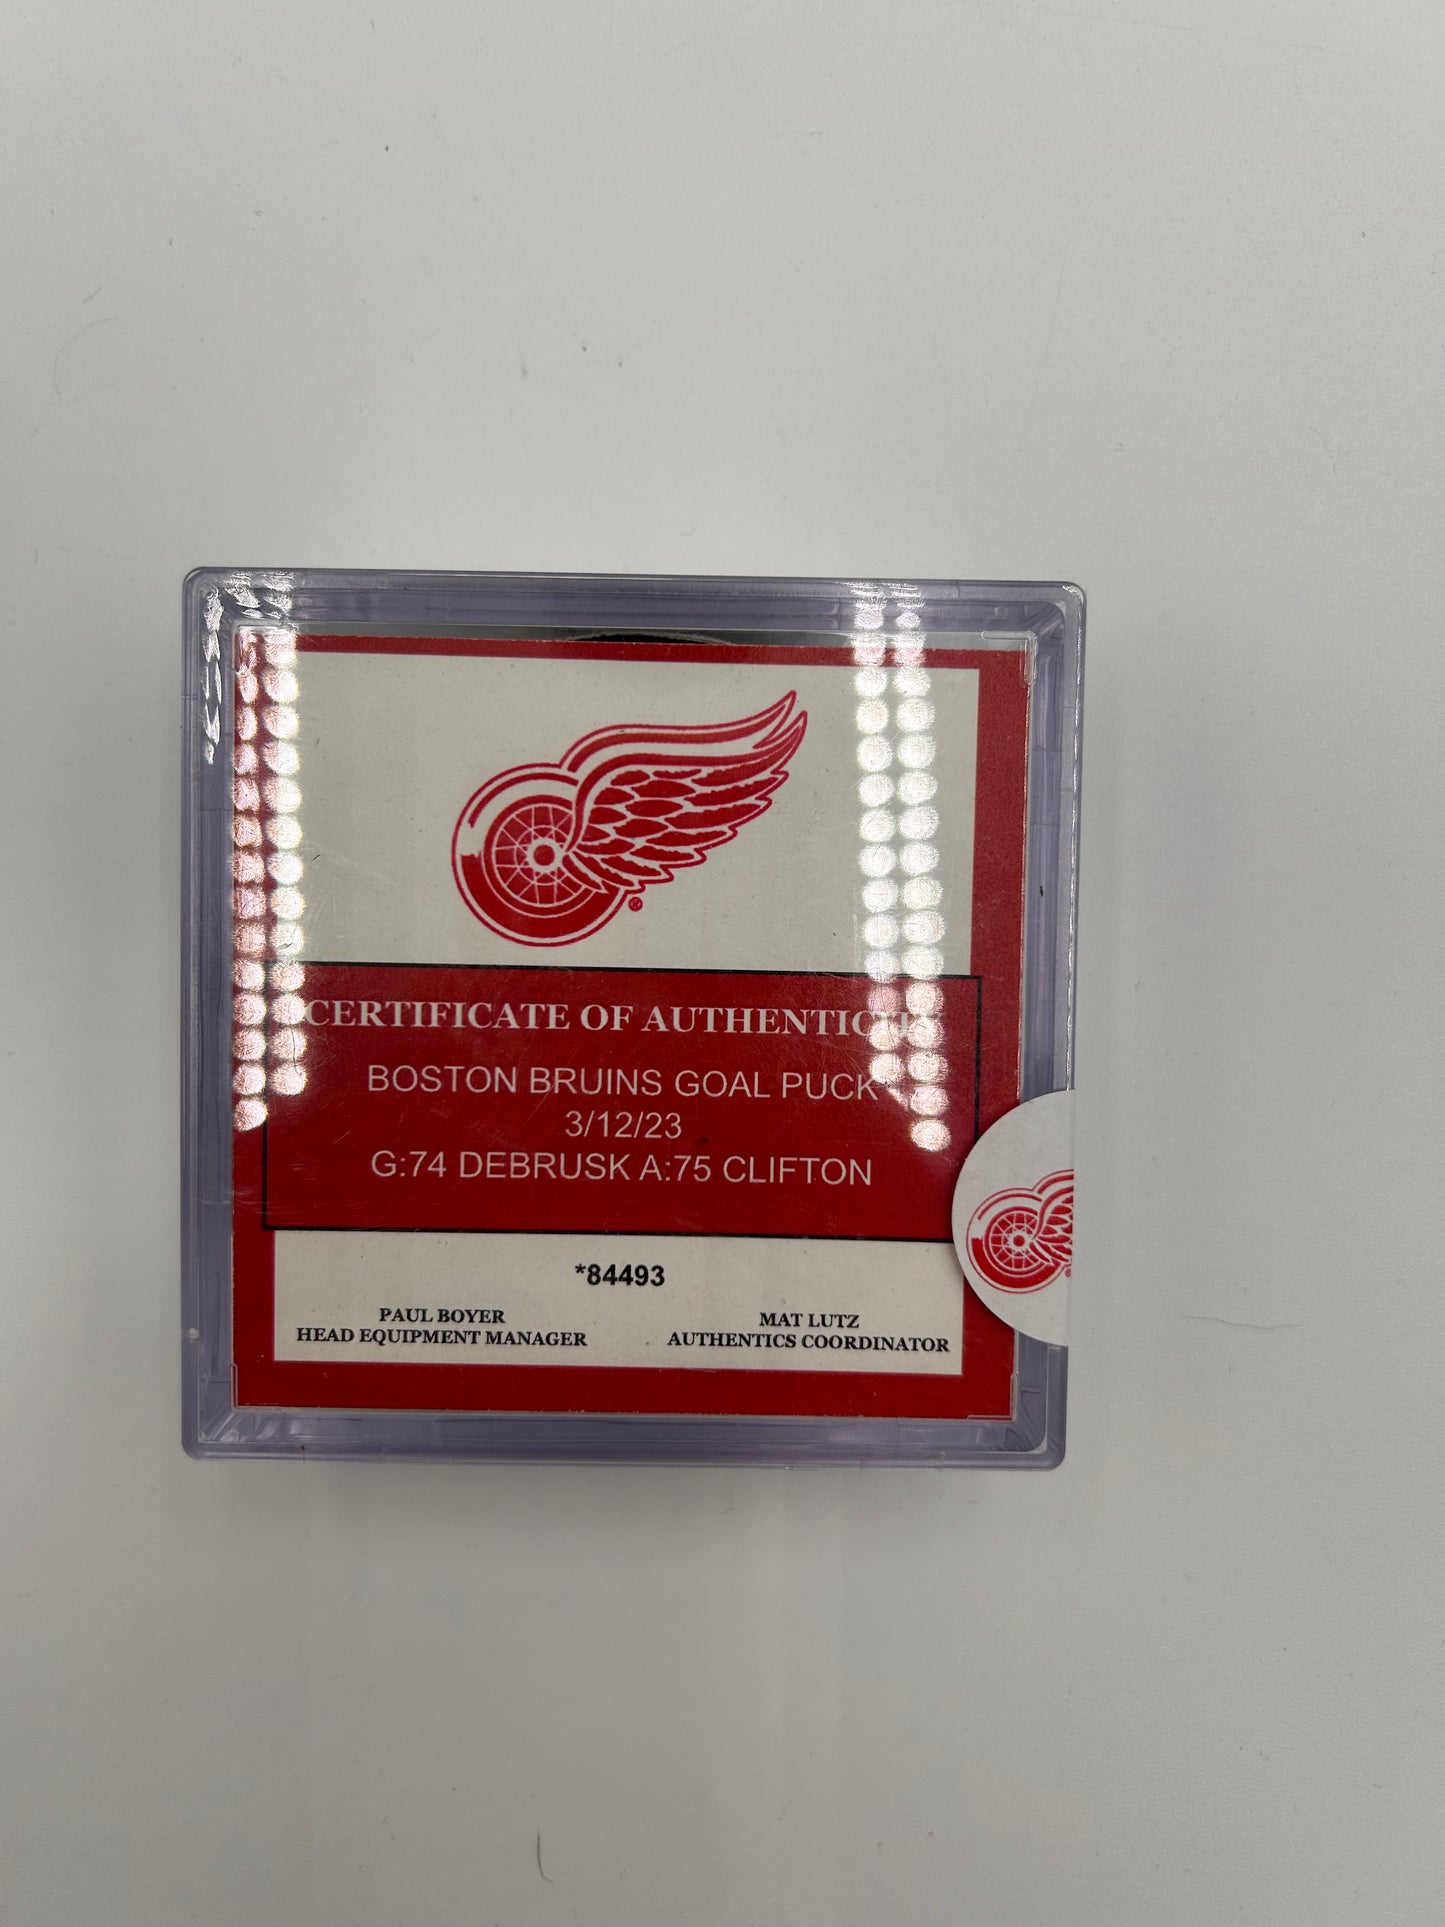 CERTIFICATE OF AUTHENTICITY
BOSTON BRUINS GOAL PUCK
3/12/23
G:74 DEBRUSK A:75 CLIFTON
*84493
PAUL BOYER
HEAD EQUIPMENT MANAGER
MAT LUTZ
AUTHENTICS COORDINATOR